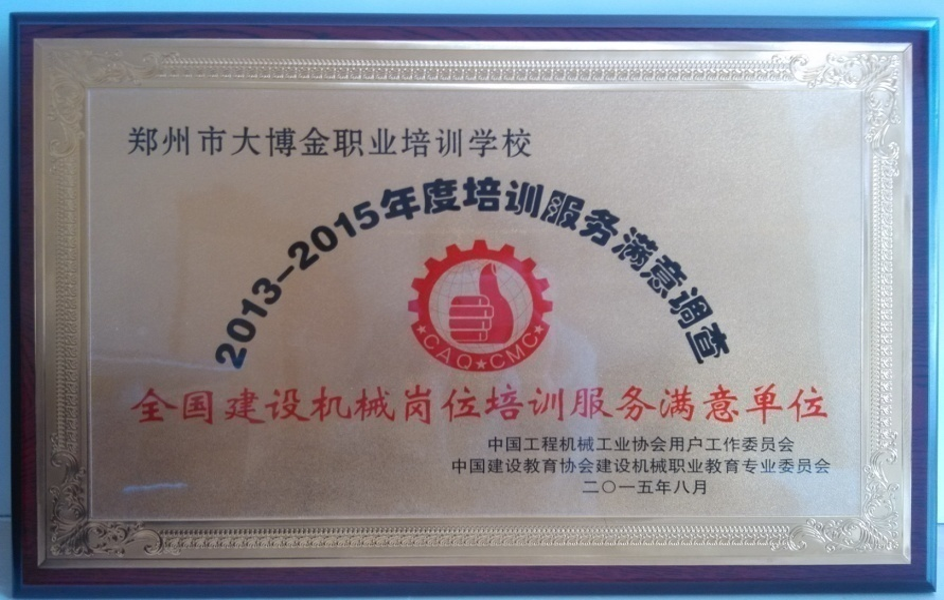 郑州市大博金职业培训学校
2013-2015年度培训服务满意调查
★CAQ★CMC★
全国建设机械岗位培训服务满意单位
中国工程机械工业协会用户工作委员会
中国建设教育协会建设机械职业教育专业委员会
二〇一五年八月